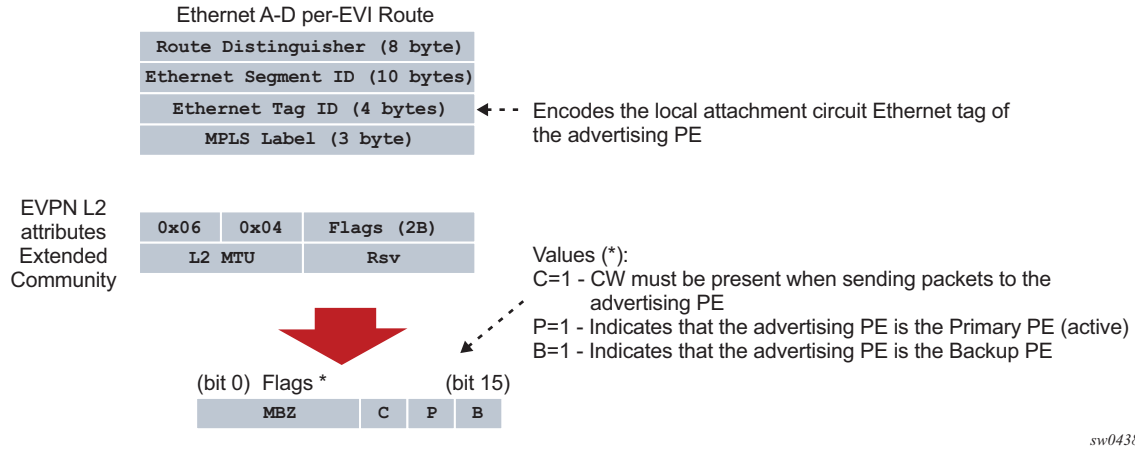 Ethernet A-D per-EVI Route
Route Distinguisher (8 byte)
Ethernet Segment ID (10 bytes)
Ethernet Tag ID (4 bytes)
MPLS Label (3 byte)
Encodes the local attachment circuit Ethernet tag of
the advertising PE
EVPN L2
attributes
Extended
Community
0x06 0x04 Flags (2B)
L2 MTU Rsv
Values (*):
C=1 - CW must be present when sending packets to the
advertising PE
P=1 - Indicates that the advertising PE is the Primary PE (active)
B=1 - Indicates that the advertising PE is the Backup PE
(bit 0) Flags * (bit 15)
MBZ C P B
sw0438